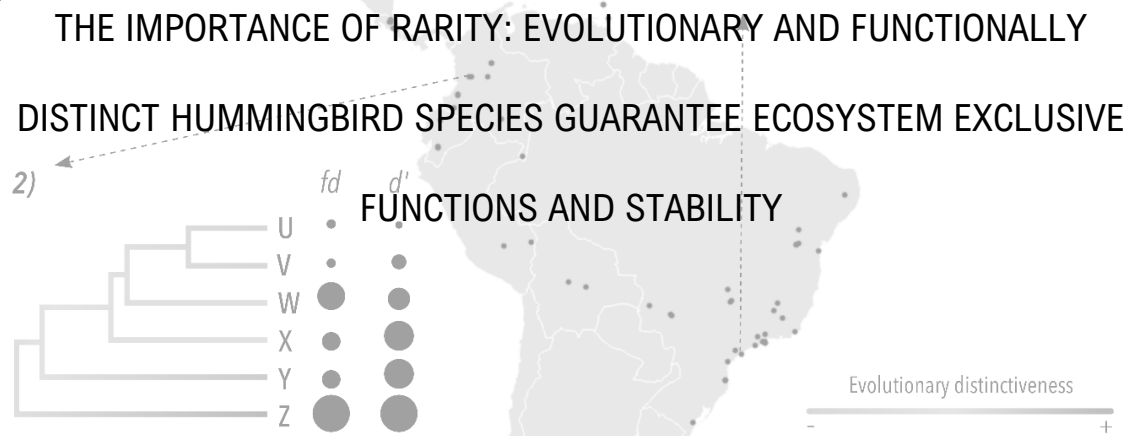 THE IMPORTANCE OF RARITY: EVOLUTIONARY AND FUNCTIONALLY
DISTINCT HUMMINGBIRD SPECIES GUARANTEE ECOSYSTEM EXCLUSIVE
FUNCTIONS AND STABILITY
2)
fd d'
U
V
W
X
Y
Z
Evolutionary distinctiveness
- +